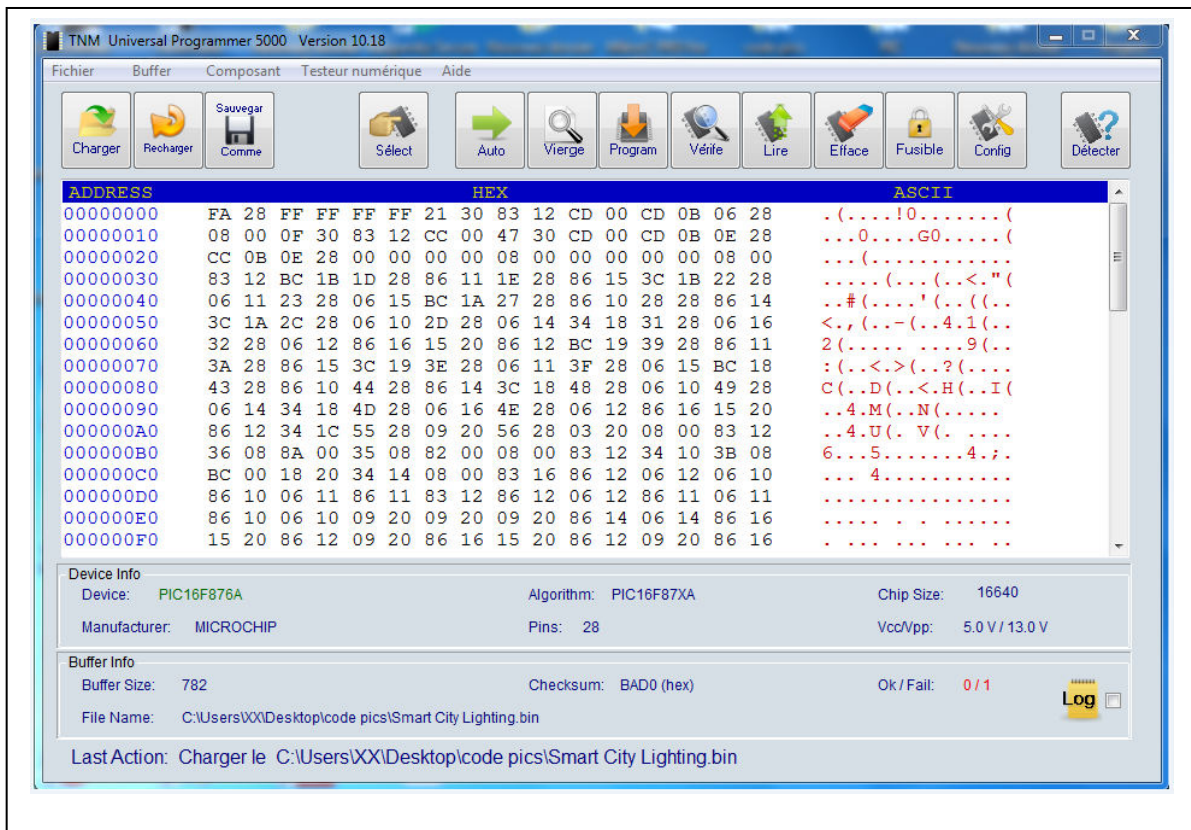 TNM Universal Programmer 5000 Version 10.18
Fichier Buffer Composant Testeur numérique Aide
Charger Recharger Sauvegar Comme Sélect Auto Vierge Program Vérife Lire Efface Fusible Config Détecter
ADDRESS HEX ASCII
00000000 FA 28 FF FF FF FF 21 30 83 12 CD 00 CD 0B 06 28 .(....!0.......(
00000010 08 00 0F 30 83 12 CC 00 47 30 CD 00 CD 0B 0E 28 ...0....G0.....(
00000020 CC 0B 0E 28 00 00 00 00 08 00 00 00 00 00 08 00 ...(............
00000030 83 12 BC 1B 1D 28 86 11 1E 28 86 15 3C 1B 22 28 .....(...(..<."(
00000040 06 11 23 28 06 15 BC 1A 27 28 86 10 28 28 86 14 ..#(....'(..((..
00000050 3C 1A 2C 28 06 10 2D 28 06 14 34 18 31 28 06 16 <.,(..-(..4.1(..
00000060 32 28 06 12 86 16 15 20 86 12 BC 19 39 28 86 11 2(..... ....9(..
00000070 3A 28 86 15 3C 19 3E 28 06 11 3F 28 06 15 BC 18 :(..<.>(..?(....
00000080 43 28 86 10 44 28 86 14 3C 18 48 28 06 10 49 28 C(..D(..<.H(..I(
00000090 06 14 34 18 4D 28 06 16 4E 28 06 12 86 16 15 20 ..4.M(..N(.....
000000A0 86 12 34 1C 55 28 09 20 56 28 03 20 08 00 83 12 ..4.U(. V(. ....
000000B0 36 08 8A 00 35 08 82 00 08 00 83 12 34 10 3B 08 6...5.......4.;.
000000C0 BC 00 18 20 34 14 08 00 83 16 86 12 06 12 06 10 ... 4...........
000000D0 86 10 06 11 86 11 83 12 86 12 06 12 86 11 06 11 ................
000000E0 86 10 06 10 09 20 09 20 09 20 86 14 06 14 86 16 ..... . . ......
000000F0 15 20 86 12 09 20 86 16 15 20 86 12 09 20 86 16 . ... ... ... ..
Device Info
Device: PIC16F876A Algorithm: PIC16F87XA Chip Size: 16640
Manufacturer: MICROCHIP Pins: 28 Vcc/Vpp: 5.0 V / 13.0 V
Buffer Info
Buffer Size: 782 Checksum: BAD0 (hex) Ok / Fail: 0 / 1
Log
File Name: C:\Users\XX\Desktop\code pics\Smart City Lighting.bin
Last Action: Charger le C:\Users\XX\Desktop\code pics\Smart City Lighting.bin